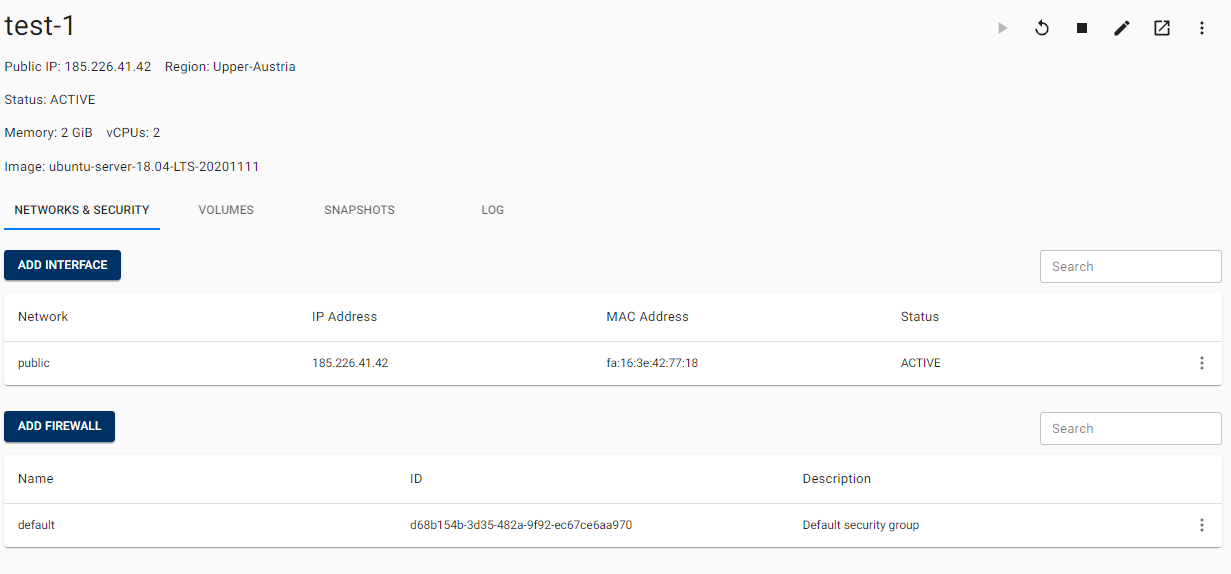 test-1
Public IP: 185.226.41.42 Region: Upper-Austria
Status: ACTIVE
Memory: 2 GiB vCPUs: 2
Image: ubuntu-server-18.04-LTS-20201111
NETWORKS & SECURITY VOLUMES SNAPSHOTS LOG
ADD INTERFACE Search
Network IP Address MAC Address Status
public 185.226.41.42 fa:16:3e:42:77:18 ACTIVE
ADD FIREWALL Search
Name ID Description
default d68b154b-3d35-482a-9f92-ec67ce6aa970 Default security group